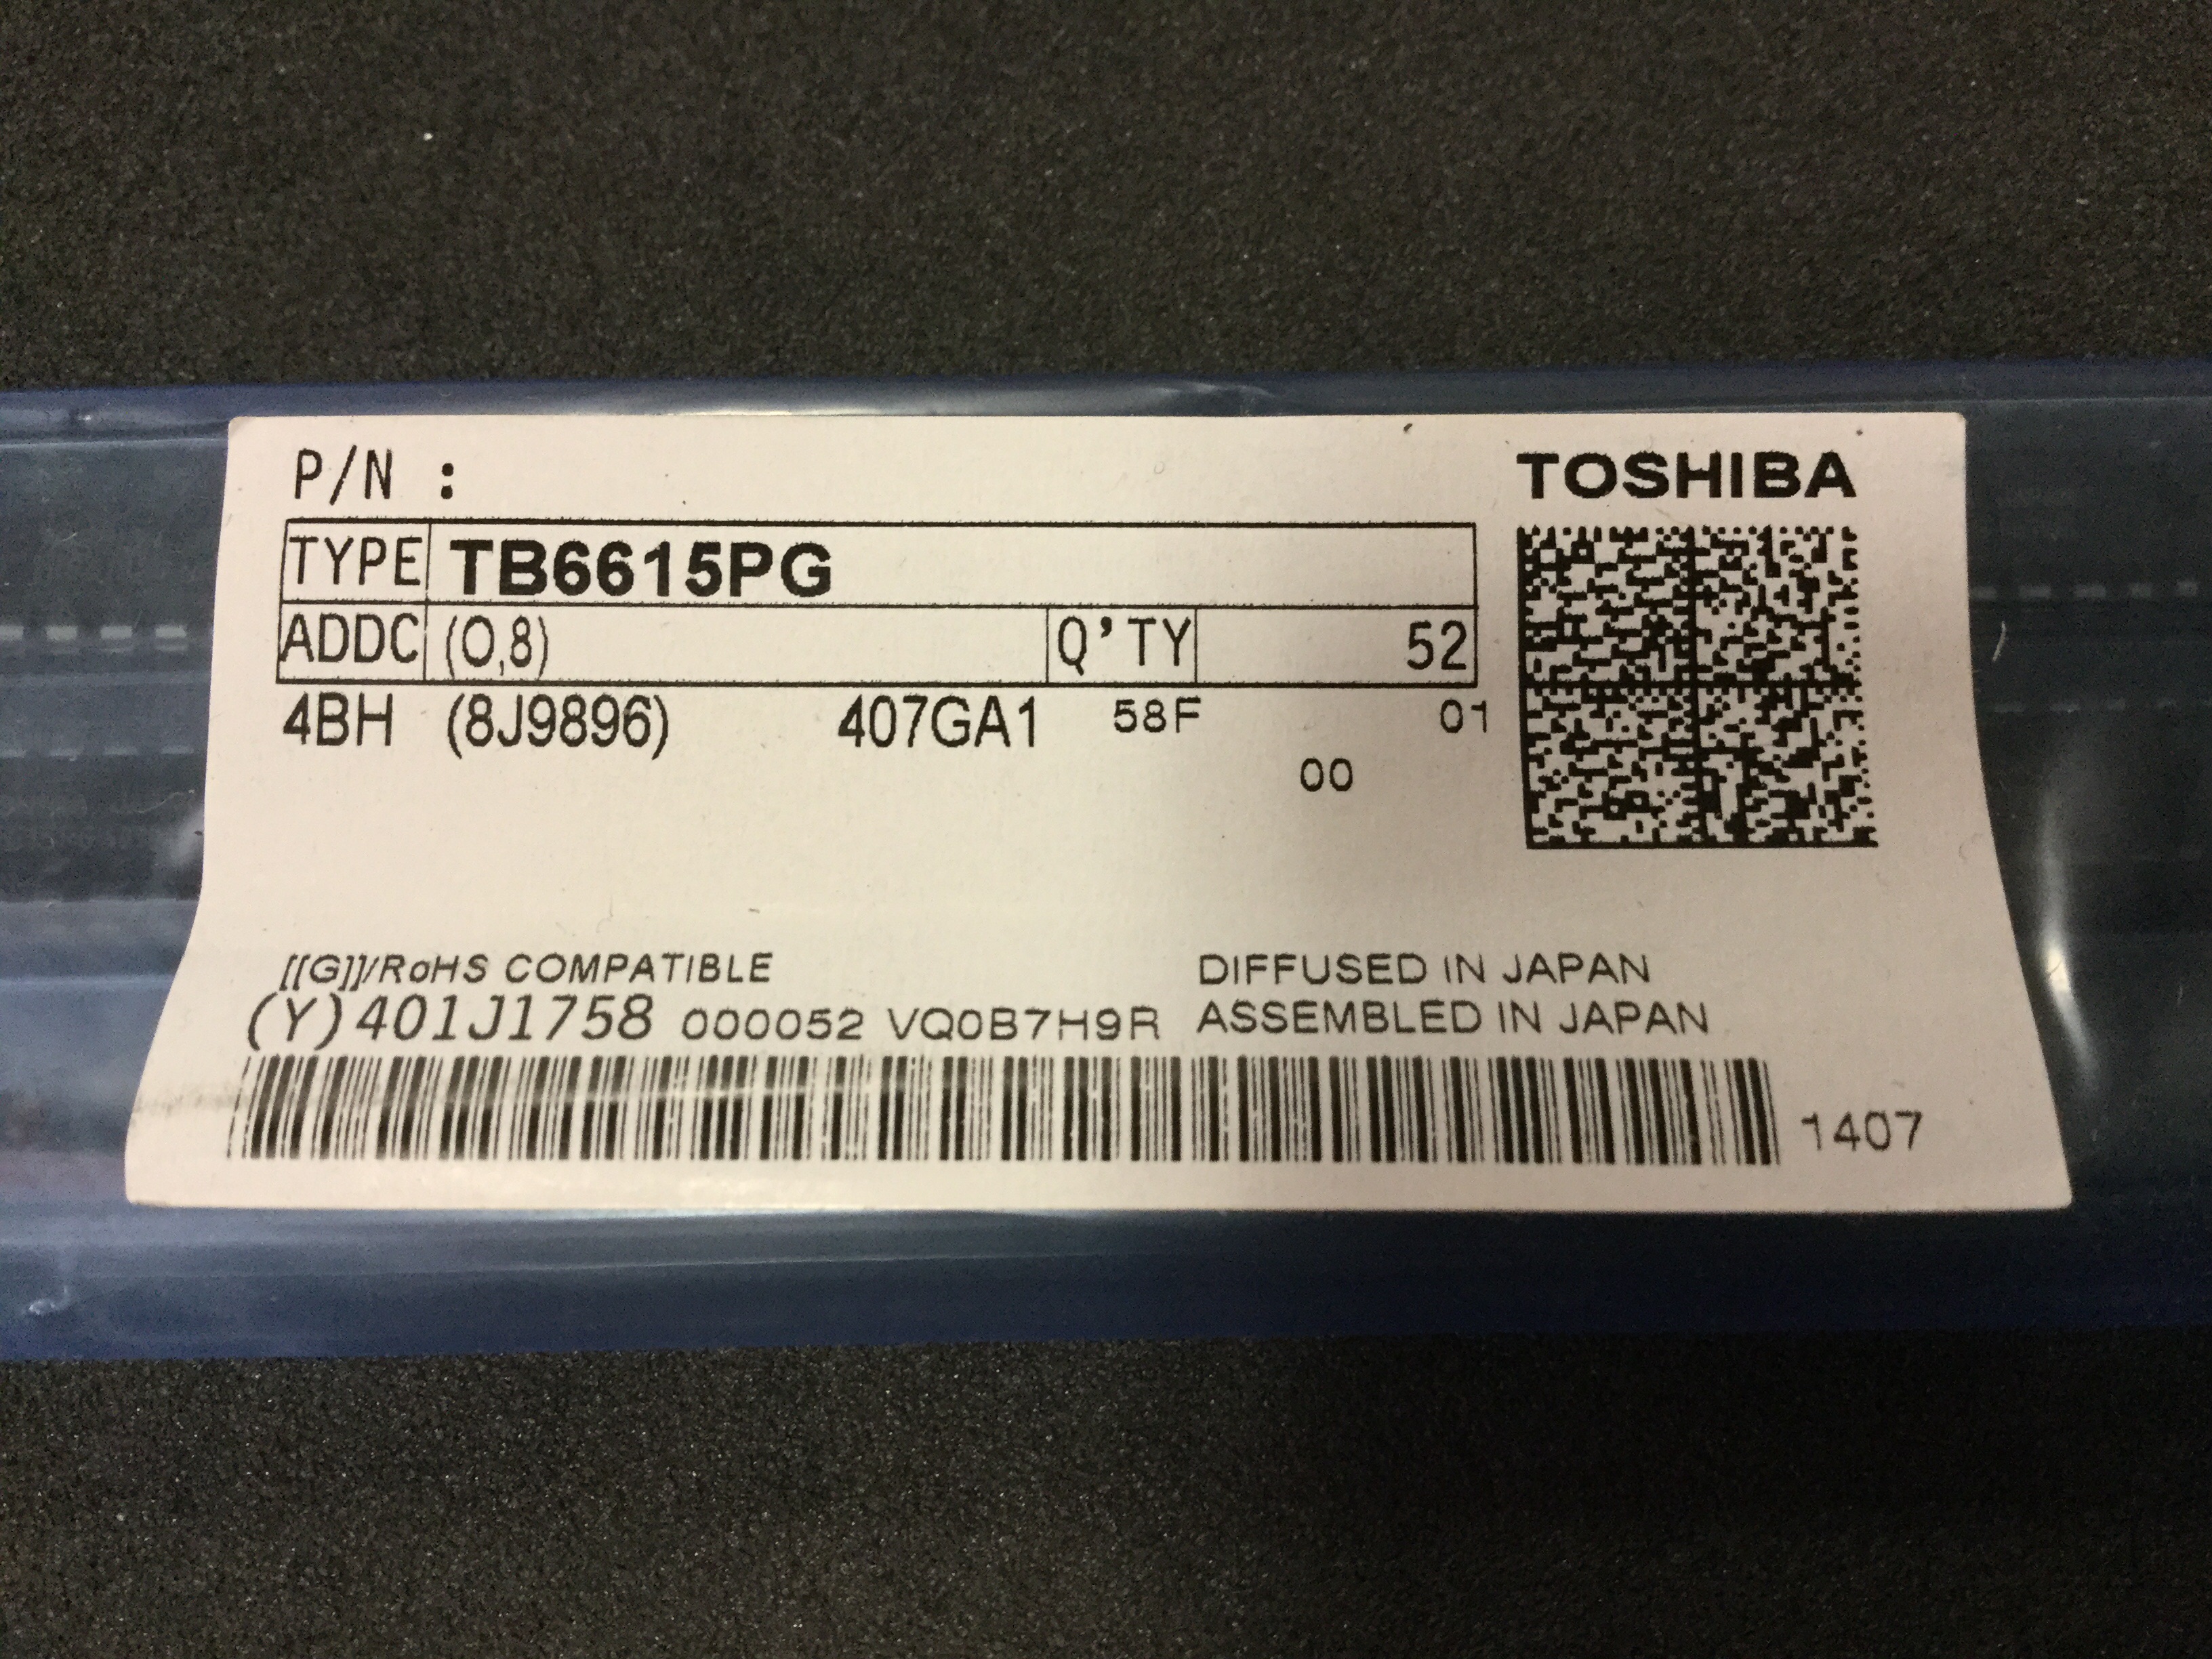 P/N :
TOSHIBA
TYPE TB6615PG
ADDC (O,8) Q'TY 52
4BH (8J9896) 407GA1 58F 01
00
[[G]]/RoHS COMPATIBLE DIFFUSED IN JAPAN
(Y)401J1758 000052 VQ0B7H9R ASSEMBLED IN JAPAN
1407